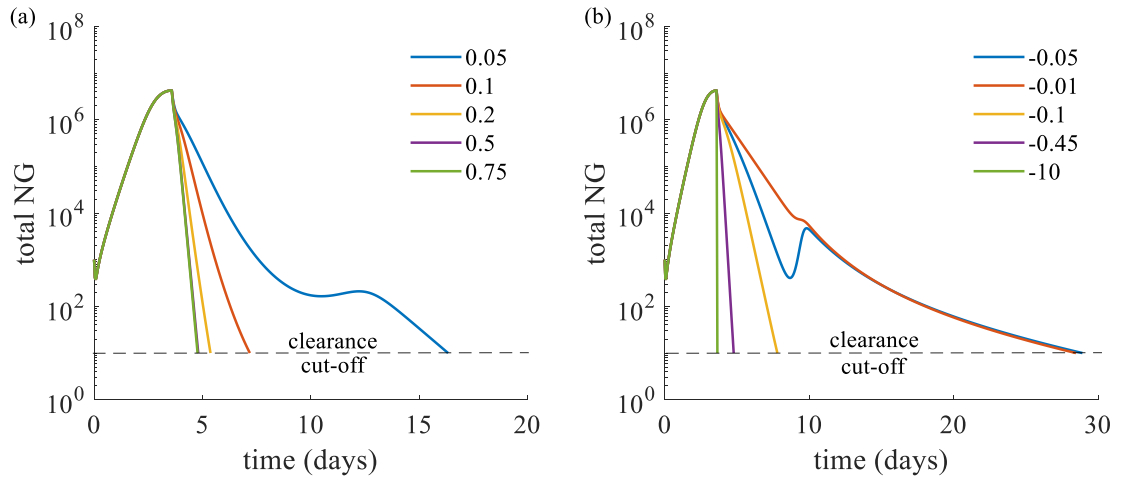 (a)
total NG
10^8
10^6
10^4
10^2
10^0
0.05
0.1
0.2
0.5
0.75
clearance
cut-off
0 5 10 15 20
time (days)
(b)
total NG
10^8
10^6
10^4
10^2
10^0
-0.05
-0.01
-0.1
-0.45
-10
clearance
cut-off
0 10 20 30
time (days)